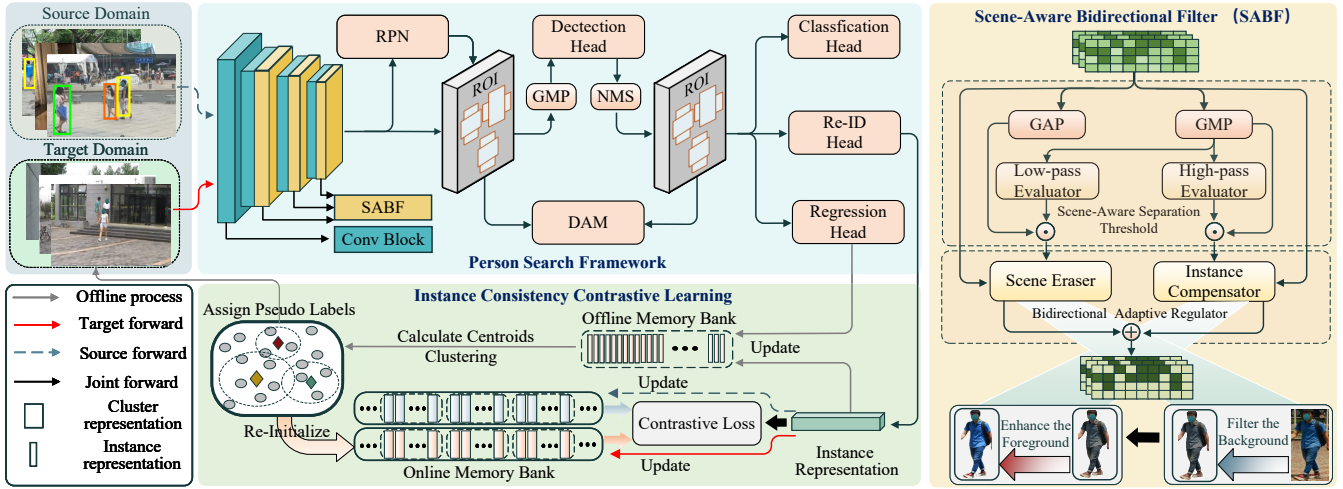 Source Domain
Target Domain
RPN
ROI
GMP
Dectection
Head
NMS
ROI
Classfication
Head
Re-ID
Head
Regression
Head
SABF
Conv Block
DAM
Person Search Framework
Offline process
Target forward
Source forward
Joint forward
Cluster
representation
Instance
representation
Instance Consistency Contrastive Learning
Assign Pseudo Labels
Calculate Centroids
Clustering
Offline Memory Bank
Update
Re-Initialize
Update
Contrastive Loss
Update
Online Memory Bank
Instance
Representation
Scene-Aware Bidirectional Filter （SABF）
GAP
GMP
Low-pass
Evaluator
High-pass
Evaluator
Scene-Aware Separation
Threshold
Scene Eraser
Instance
Compensator
Bidirectional Adaptive Regulator
Enhance the
Foreground
Filter the
Background